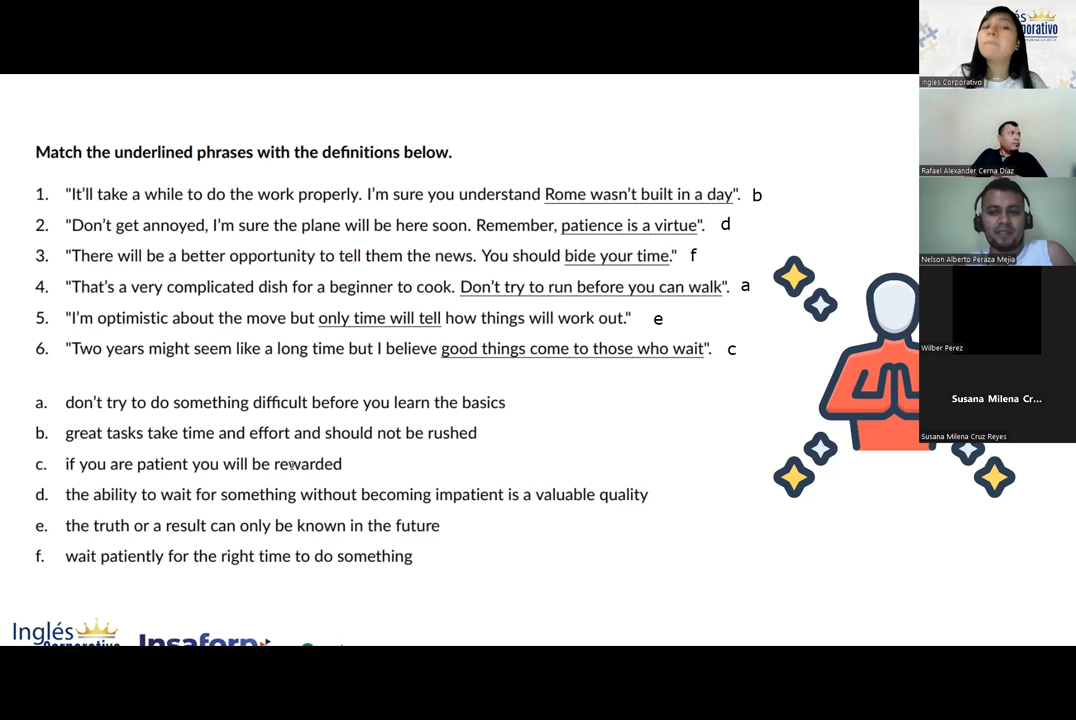 Match the underlined phrases with the definitions below.
1. "It'll take a while to do the work properly. I'm sure you understand Rome wasn't built in a day". b
2. "Don't get annoyed, I'm sure the plane will be here soon. Remember, patience is a virtue". d
3. "There will be a better opportunity to tell them the news. You should bide your time." f
4. "That's a very complicated dish for a beginner to cook. Don't try to run before you can walk". a
5. "I'm optimistic about the move but only time will tell how things will work out." e
6. "Two years might seem like a long time but I believe good things come to those who wait". c
a. don't try to do something difficult before you learn the basics
b. great tasks take time and effort and should not be rushed
c. if you are patient you will be rewarded
d. the ability to wait for something without becoming impatient is a valuable quality
e. the truth or a result can only be known in the future
f. wait patiently for the right time to do something
Inglés
Inglés Corporativo
Rafael Alexander Cerna Díaz
Nelson Alberto Peraza Mejia
Wilber Perez
Susana Milena Cr...
Susana Milena Cruz Reyes